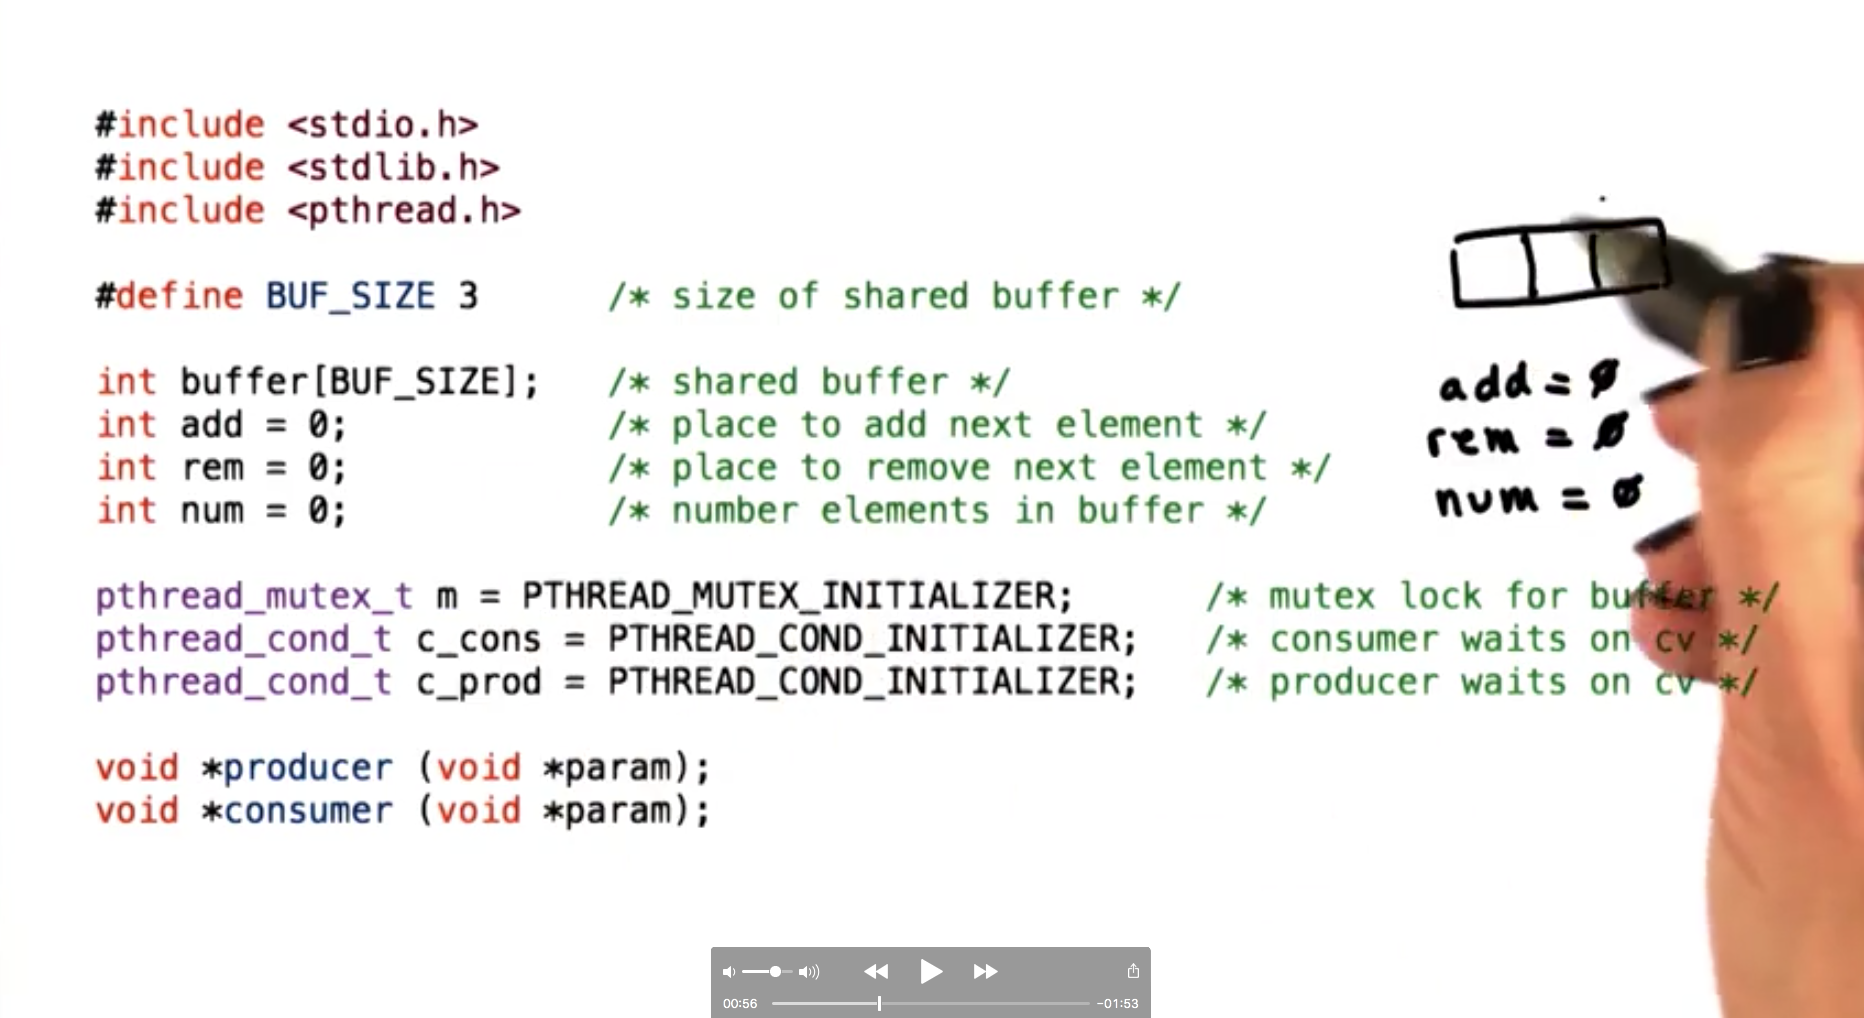 #include <stdio.h>
#include <stdlib.h>
#include <pthread.h>
#define BUF_SIZE 3 /* size of shared buffer */
int buffer[BUF_SIZE]; /* shared buffer */
int add = 0; /* place to add next element */
int rem = 0; /* place to remove next element */
int num = 0; /* number elements in buffer */
add = 0
rem = 0
num = 0
pthread_mutex_t m = PTHREAD_MUTEX_INITIALIZER; /* mutex lock for buffer */
pthread_cond_t c_cons = PTHREAD_COND_INITIALIZER; /* consumer waits on cv */
pthread_cond_t c_prod = PTHREAD_COND_INITIALIZER; /* producer waits on cv */
void *producer (void *param);
void *consumer (void *param);
00:56 -01:53